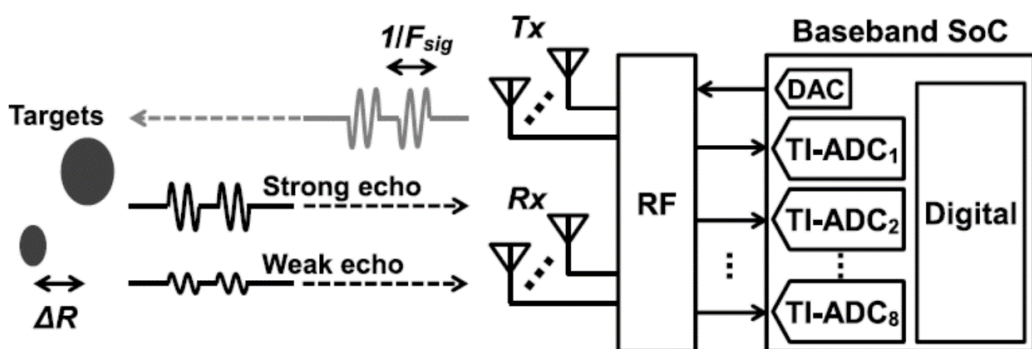 1/Fsig
Tx
Baseband SoC
DAC
Targets
TI-ADC1
Strong echo
Rx
RF
TI-ADC2
Digital
Weak echo
ΔR
TI-ADC8